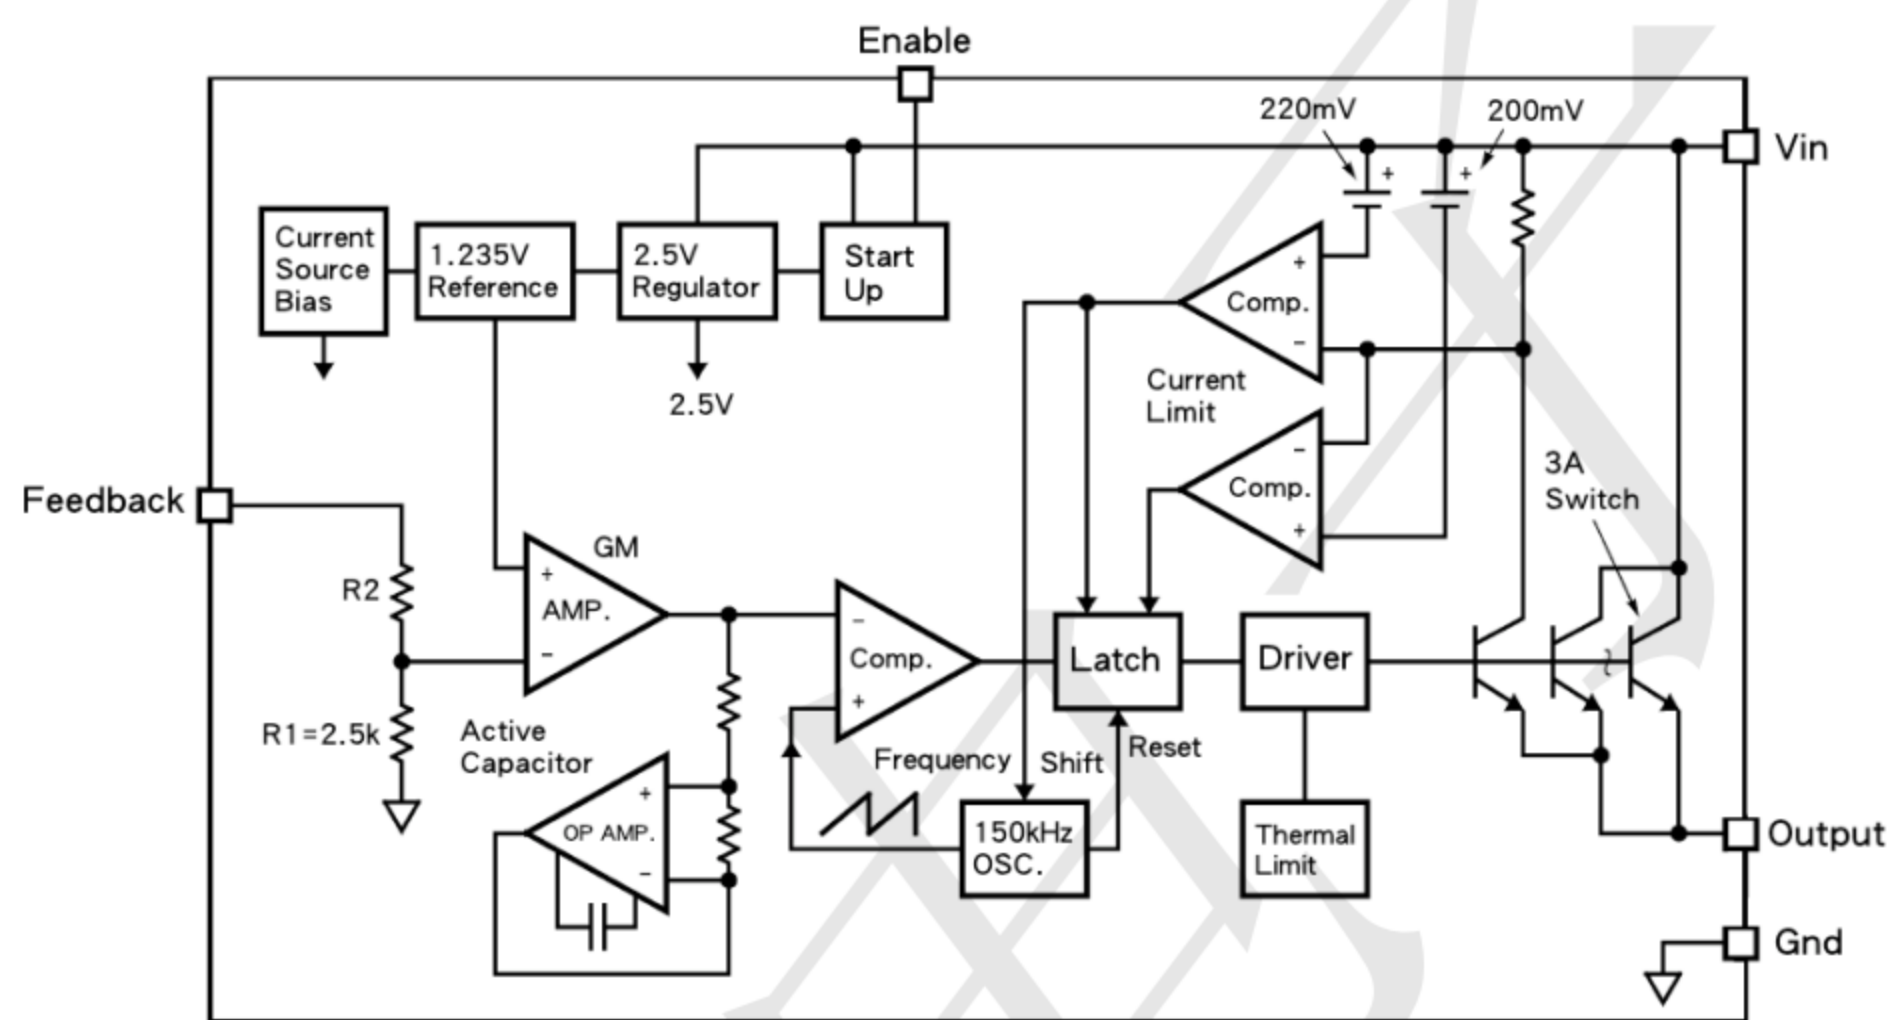 Enable
220mV
200mV
Vin
+
+
Current
Source
Bias
1.235V
Reference
2.5V
Regulator
Start
Up
+
Comp.
-
2.5V
Current
Limit
-
Comp.
+
3A
Switch
Feedback
GM
R2
+
AMP.
-
-
Comp.
+
Latch
Driver
R1=2.5k
Active
Capacitor
Frequency
Shift
Reset
+
OP AMP.
-
150kHz
OSC.
Thermal
Limit
Output
Gnd